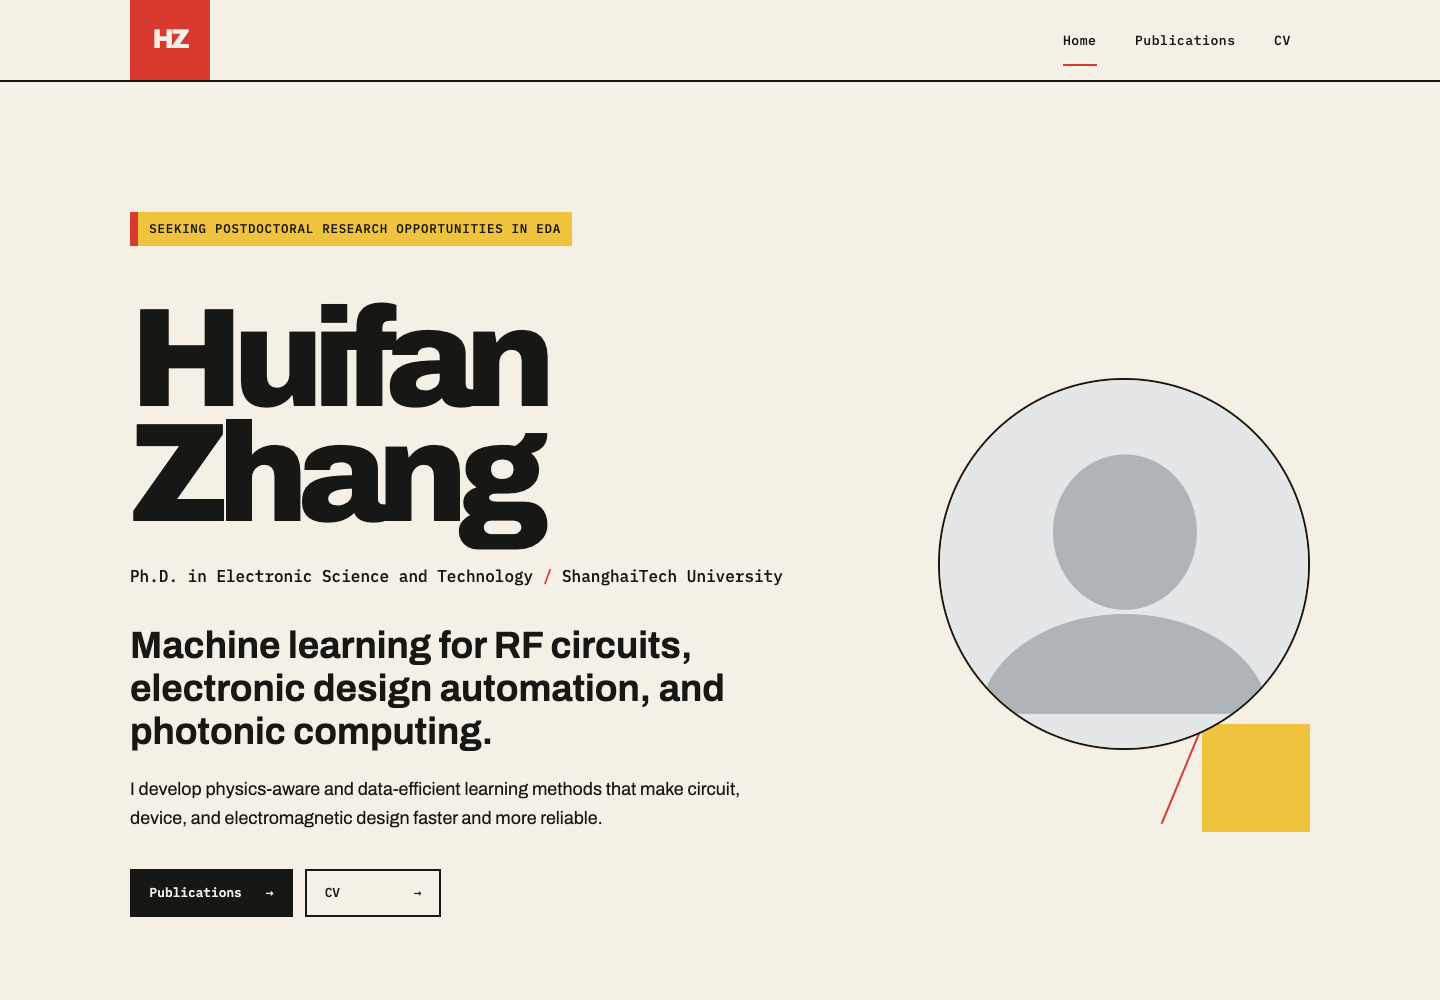 HZ
Home Publications CV
SEEKING POSTDOCTORAL RESEARCH OPPORTUNITIES IN EDA
Huifan
Zhang
Ph.D. in Electronic Science and Technology / ShanghaiTech University
Machine learning for RF circuits,
electronic design automation, and
photonic computing.
I develop physics-aware and data-efficient learning methods that make circuit,
device, and electromagnetic design faster and more reliable.
Publications →
CV →